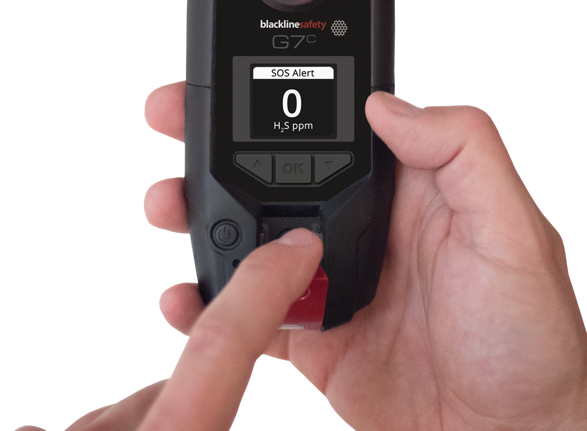 blacklinesafety
G7c
SOS Alert
0
H₂S ppm
OK